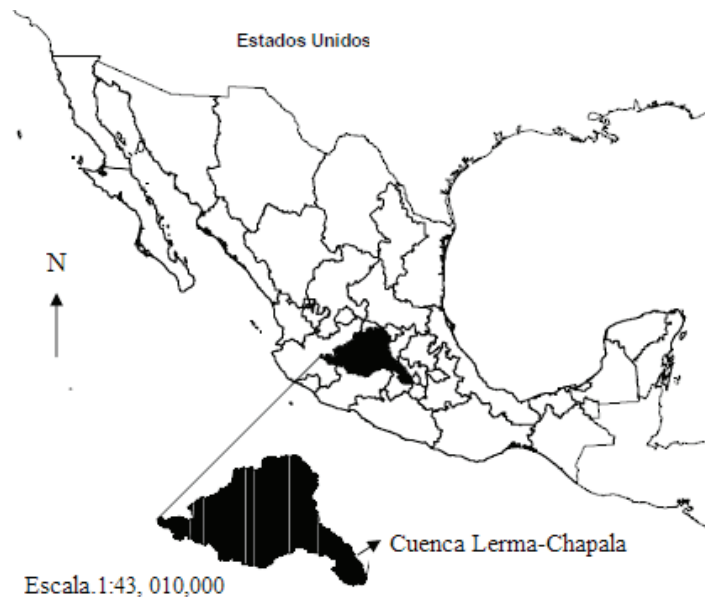 Estados Unidos
N
Cuenca Lerma-Chapala
Escala.1:43, 010,000